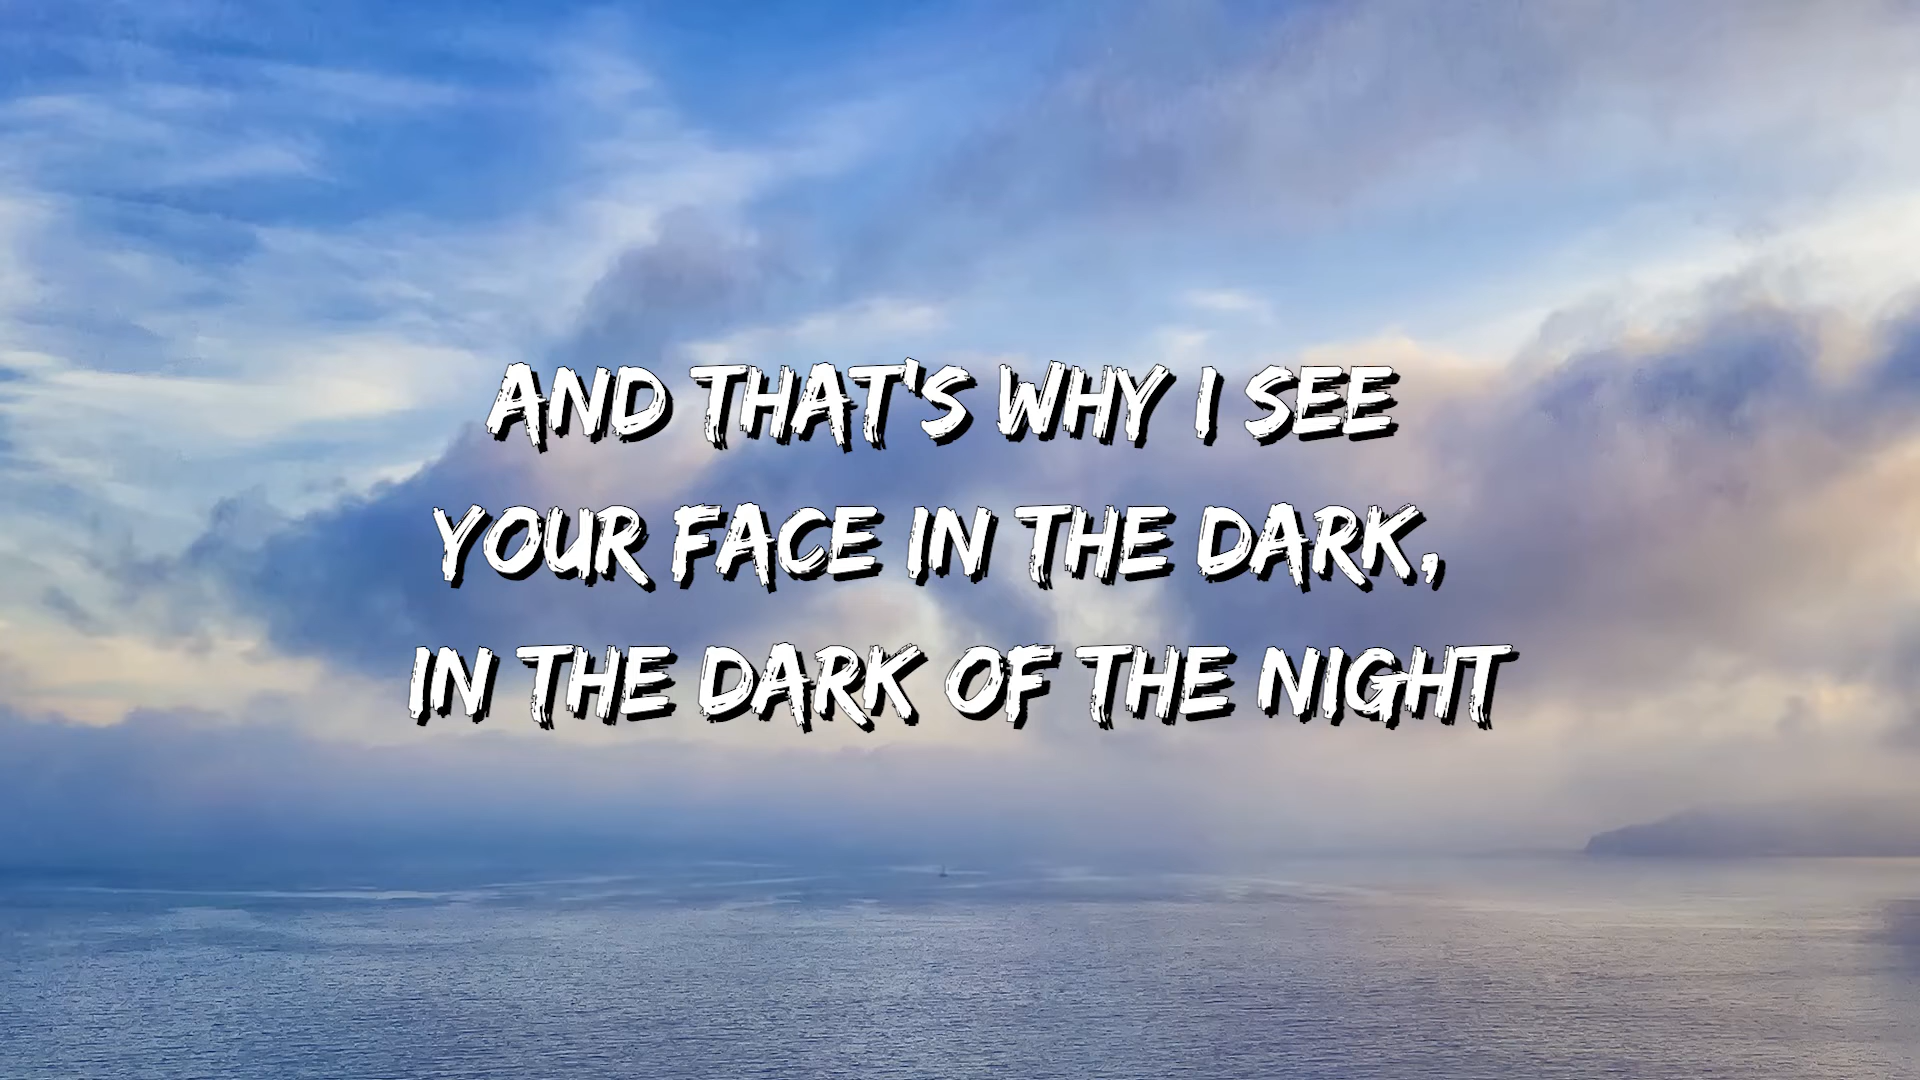 AND THAT'S WHY I SEE
YOUR FACE IN THE DARK,
IN THE DARK OF THE NIGHT